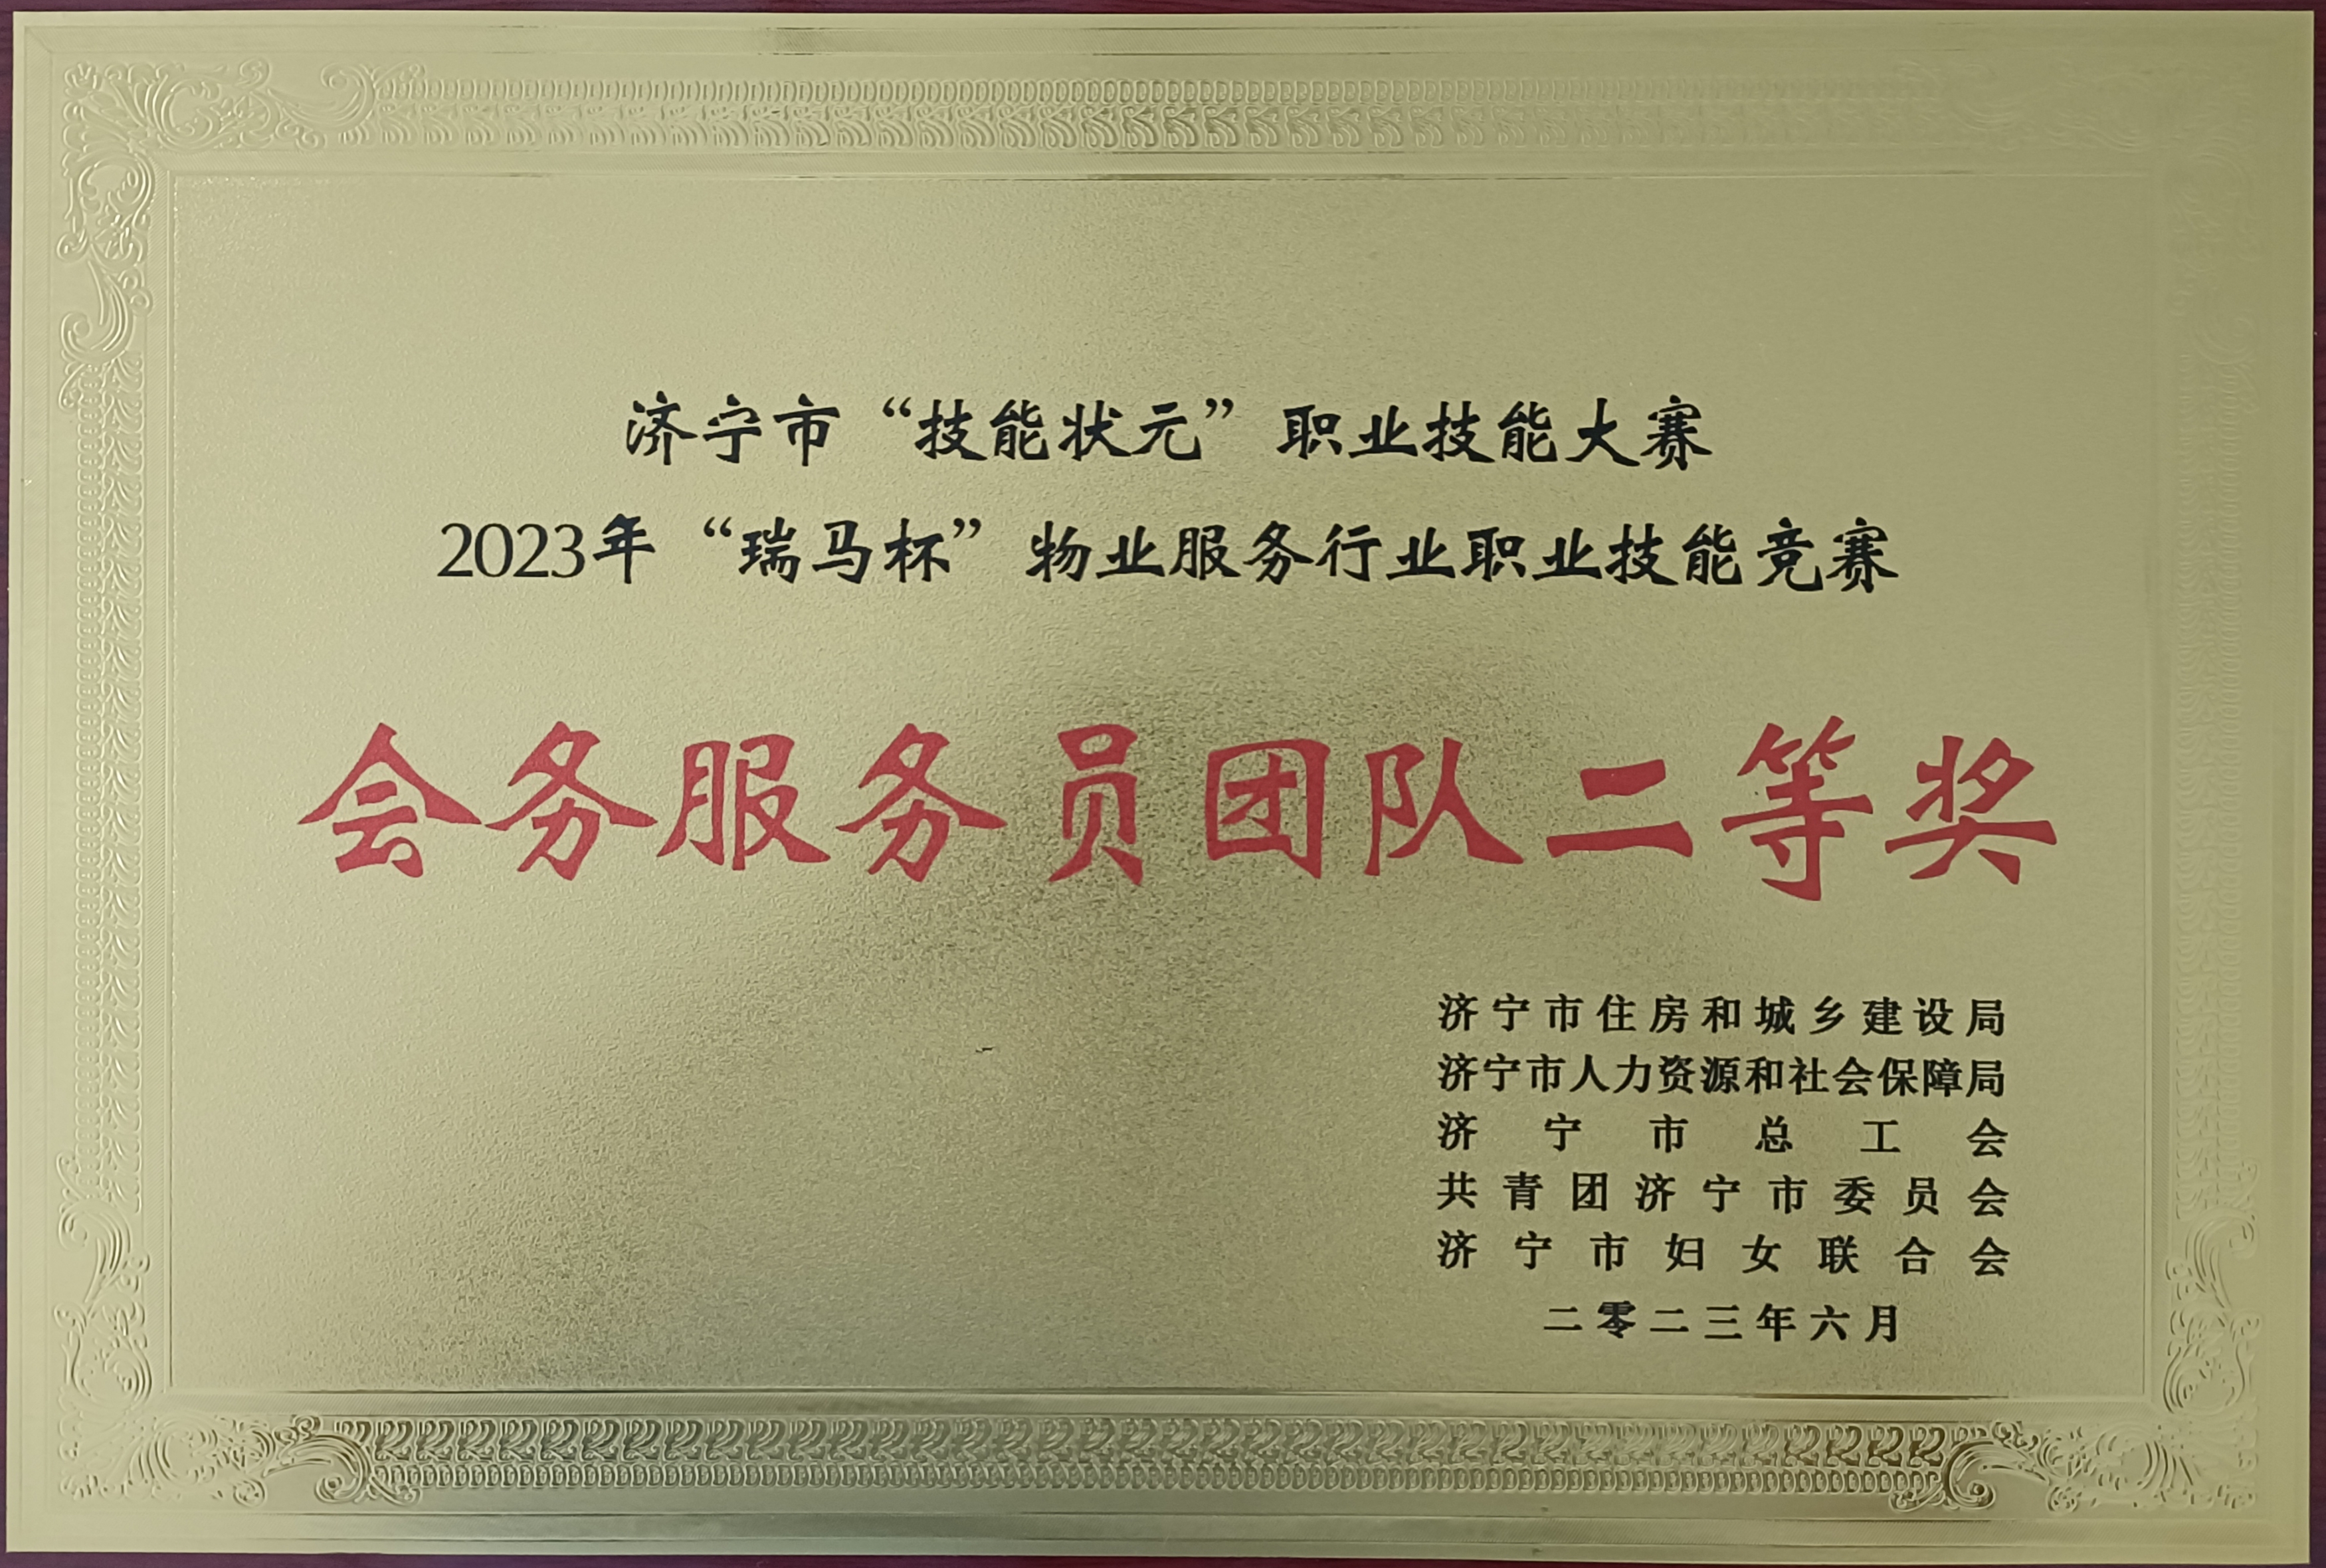 济宁市“技能状元”职业技能大赛
2023年“瑞马杯”物业服务行业职业技能竞赛
会务服务员团队二等奖
济宁市住房和城乡建设局
济宁市人力资源和社会保障局
济宁市总工会
共青团济宁市委员会
济宁市妇女联合会
二零二三年六月